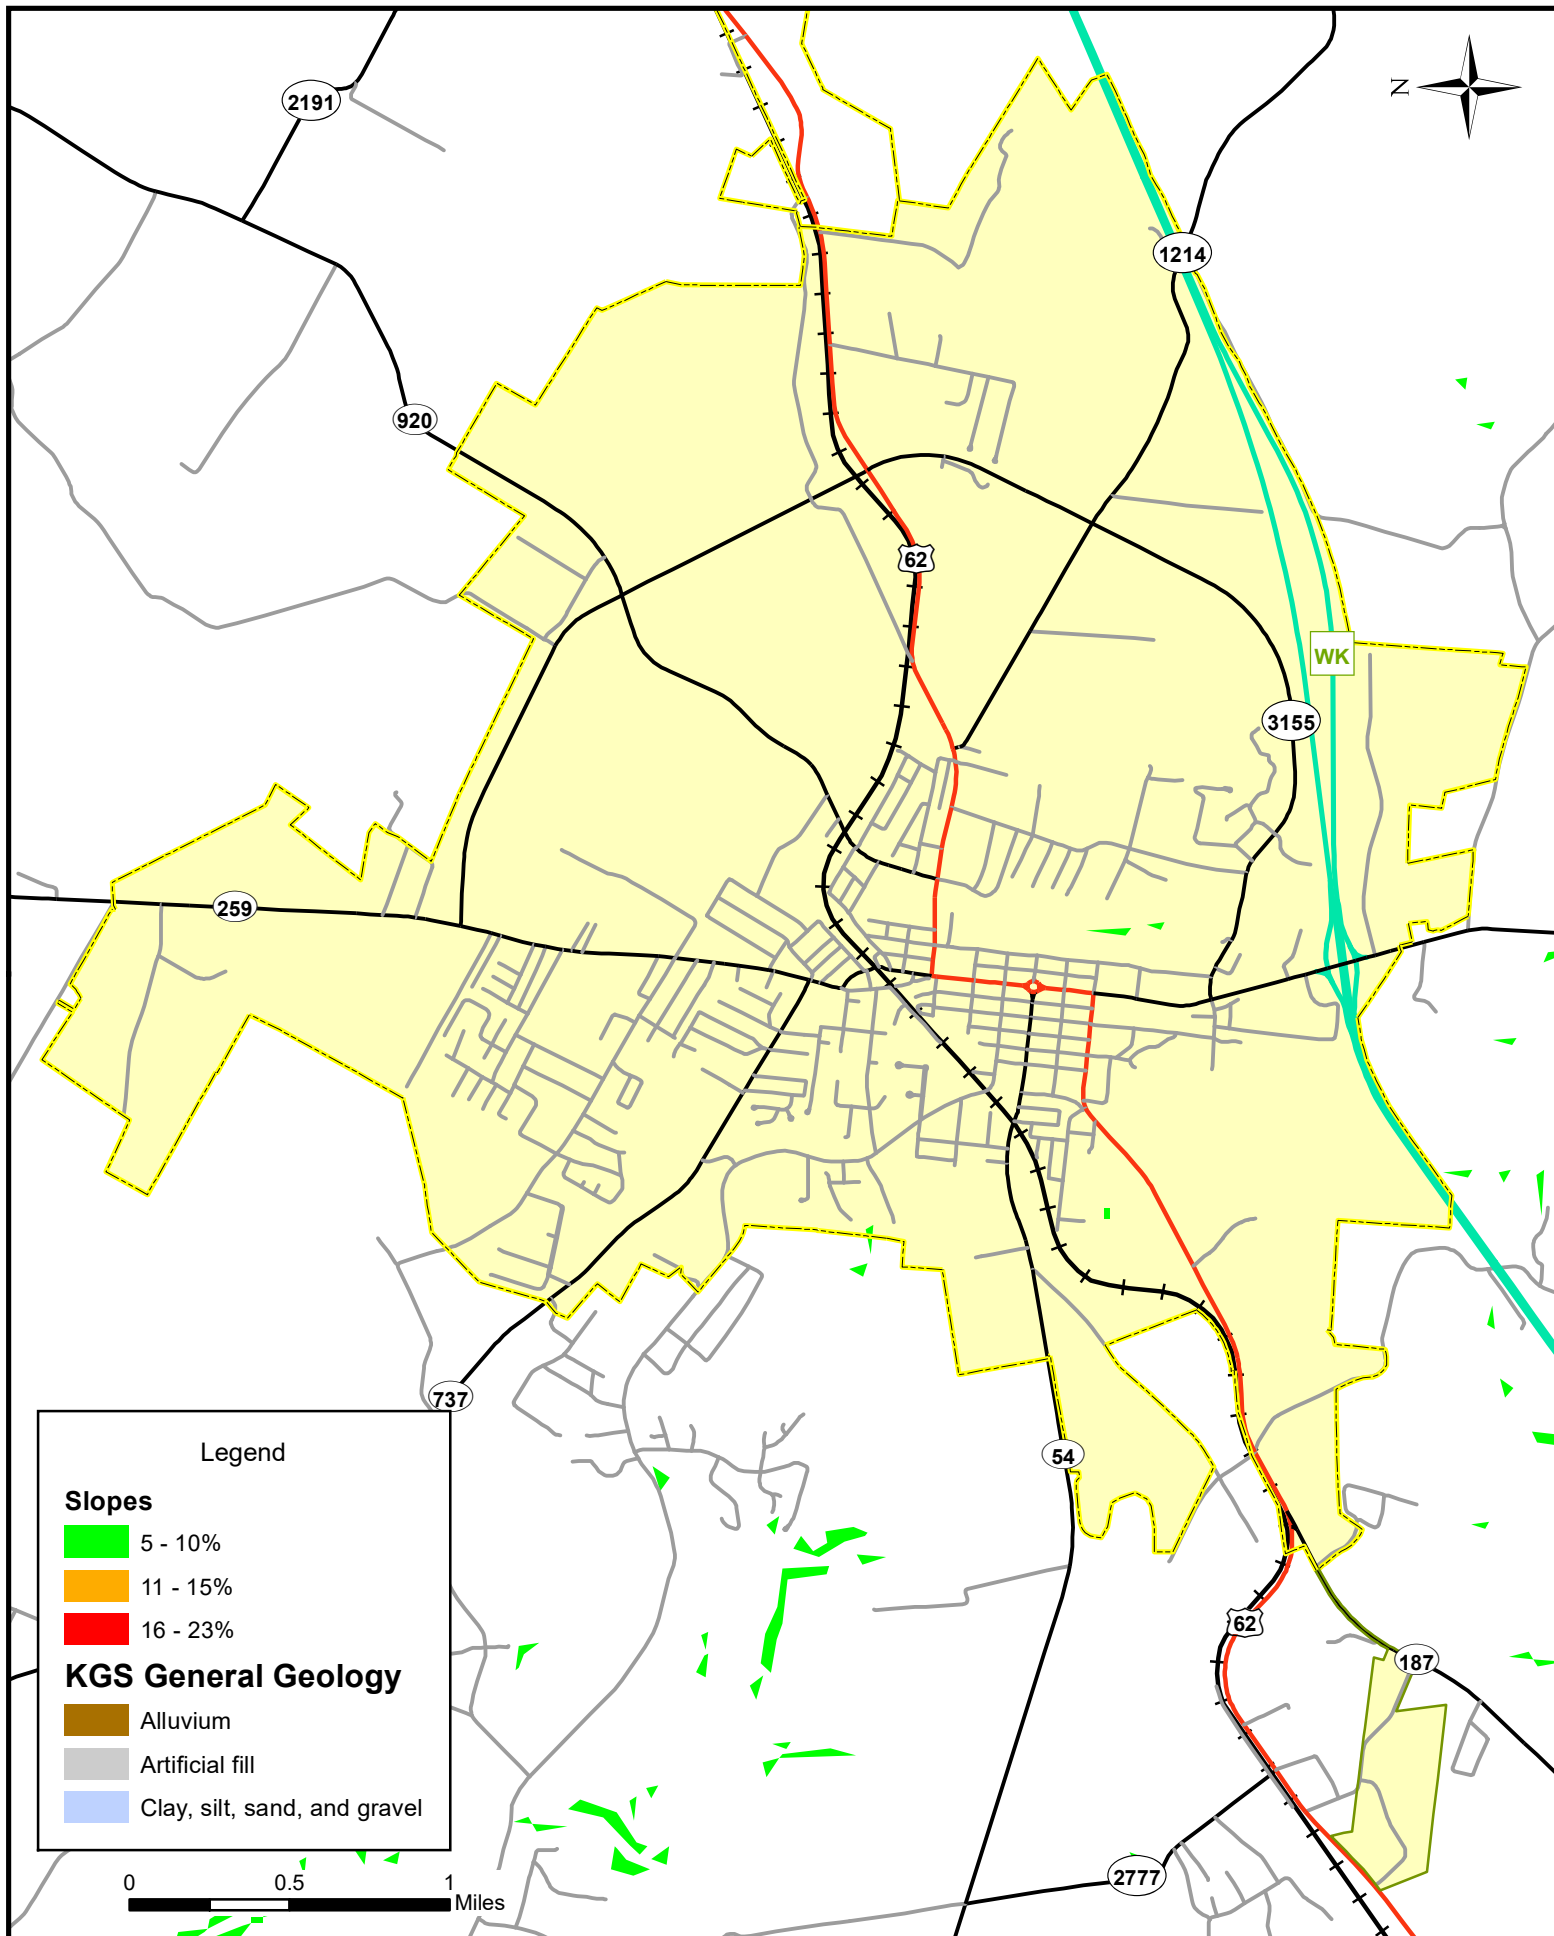 N
2191
1214
920
62
WK
3155
259
737
54
62
187
2777
Legend
Slopes
5 - 10%
11 - 15%
16 - 23%
KGS General Geology
Alluvium
Artificial fill
Clay, silt, sand, and gravel
0 0.5 1
Miles